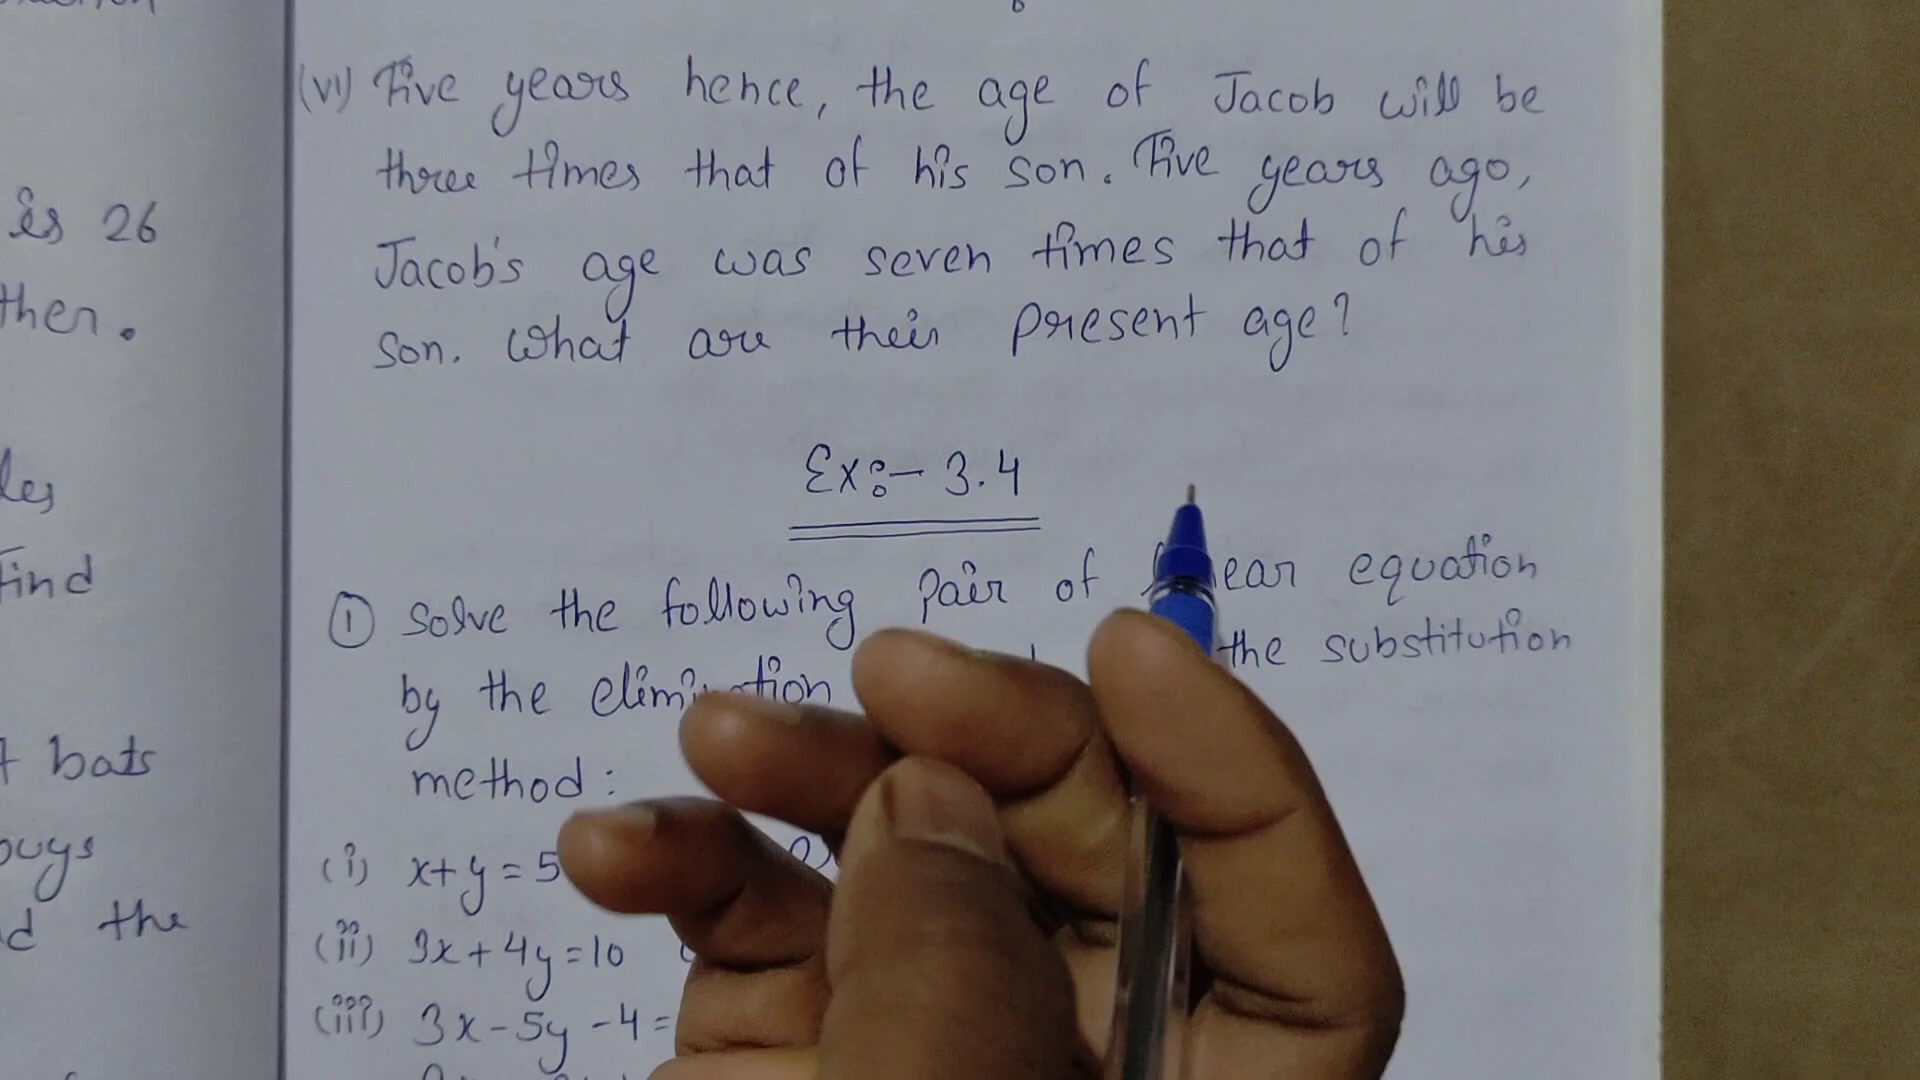 is 26
ther.
les
Find
bats
buys
d the
(vi) Five years hence, the age of Jacob will be
three times that of his son. Five years ago,
Jacob's age was seven times that of his
son. What are their present age?
Ex:- 3.4
① Solve the following pair of equation
by the elimination the substitution
method:
(i) x+y=5
(ii) 3x+4y=10
(iii) 3x-5y-4=